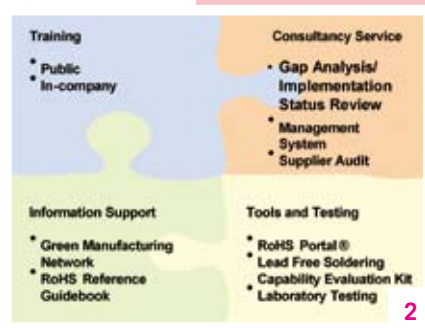 Training
• Public
• In-company
Consultancy Service
• Gap Analysis/
Implementation
Status Review
• Management
System
• Supplier Audit
Information Support
• Green Manufacturing
Network
• RoHS Reference
Guidebook
Tools and Testing
• RoHS Portal®
• Lead Free Soldering
Capability Evaluation Kit
• Laboratory Testing
2